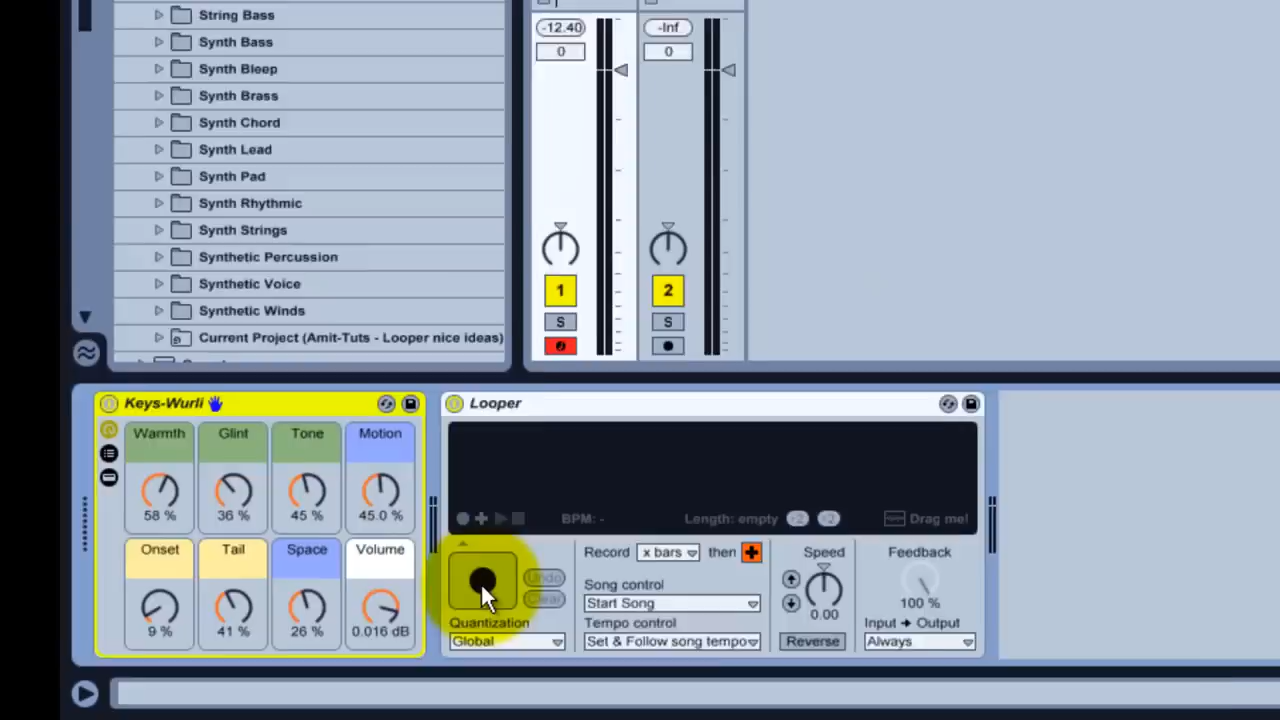 String Bass
Synth Bass
Synth Bleep
Synth Brass
Synth Chord
Synth Lead
Synth Pad
Synth Rhythmic
Synth Strings
Synthetic Percussion
Synthetic Voice
Synthetic Winds
Current Project (Amit-Tuts - Looper nice ideas)
-12.40 -Inf
0 0
1 2
S S
Keys-Wurli
Warmth Glint Tone Motion
58 % 36 % 45 % 45.0 %
Onset Tail Space Volume
9 % 41 % 26 % 0.016 dB
Looper
BPM: - Length: empty :2 ·2 Drag me!
Record x bars then + Speed Feedback
Undo
Clear
Song control
Start Song 0.00 100 %
Quantization Tempo control Input → Output
Global Set & Follow song tempo Reverse Always